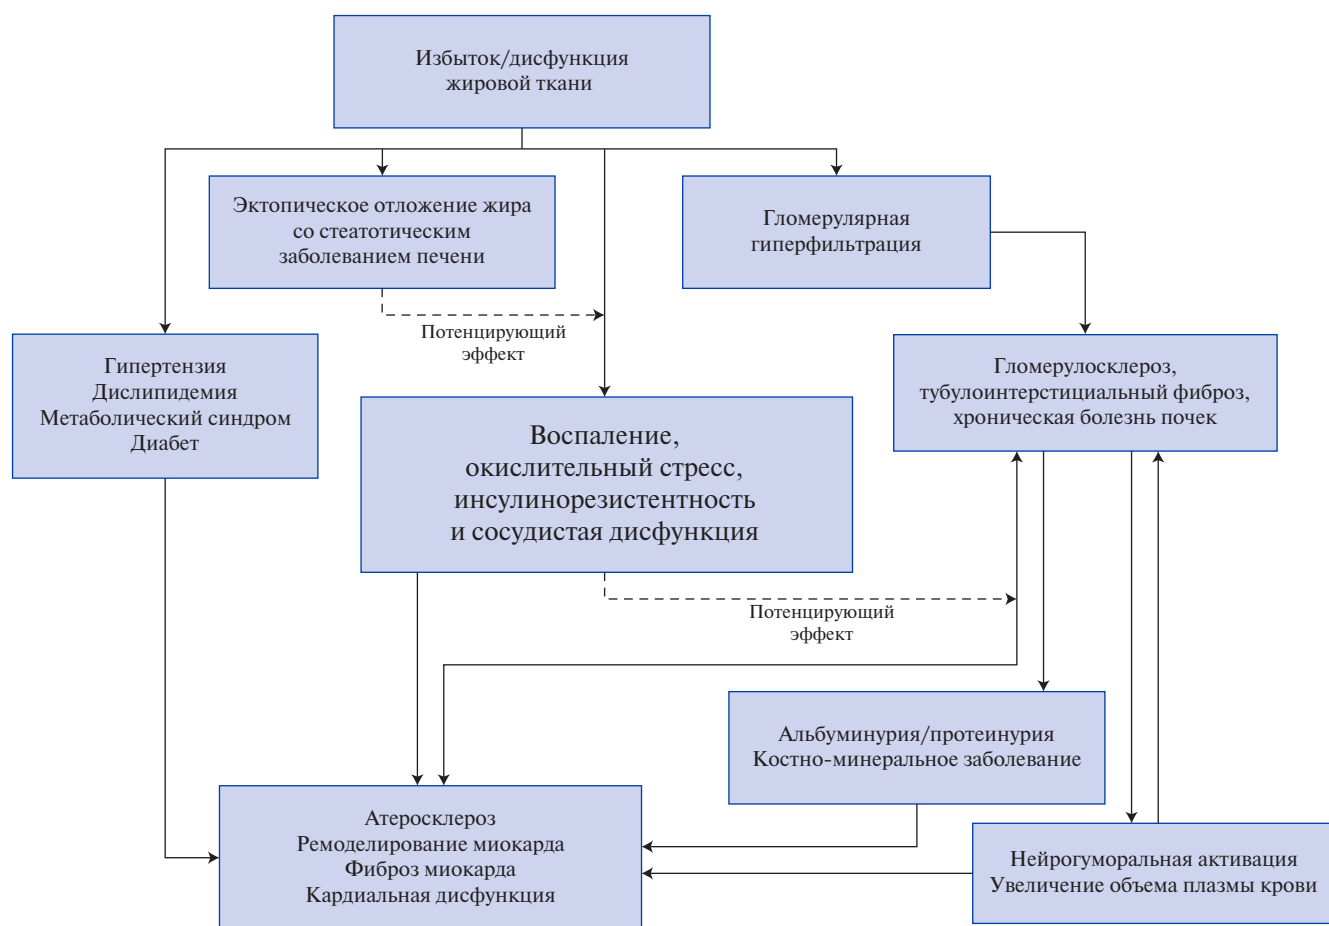 Избыток/дисфункция
жировой ткани
Эктопическое отложение жира
со стеатотическим
заболеванием печени
Гломерулярная
гиперфильтрация
Потенцирующий
эффект
Гипертензия
Дислипидемия
Метаболический синдром
Диабет
Воспаление,
окислительный стресс,
инсулинорезистентность
и сосудистая дисфункция
Гломерулосклероз,
тубулоинтерстициальный фиброз,
хроническая болезнь почек
Потенцирующий
эффект
Альбуминурия/протеинурия
Костно-минеральное заболевание
Атеросклероз
Ремоделирование миокарда
Фиброз миокарда
Кардиальная дисфункция
Нейрогуморальная активация
Увеличение объема плазмы крови